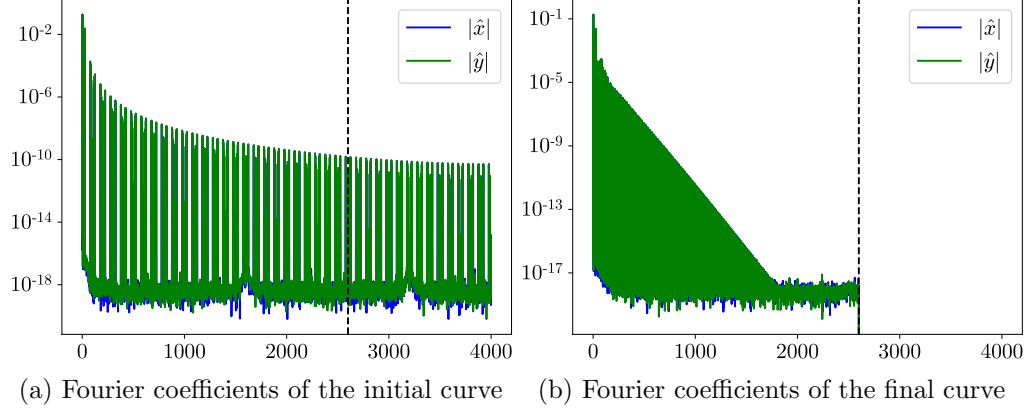 10^{-2}
10^{-6}
10^{-10}
10^{-14}
10^{-18}
0 1000 2000 3000 4000
|x̂|
|ŷ|
(a) Fourier coefficients of the initial curve
10^{-1}
10^{-5}
10^{-9}
10^{-13}
10^{-17}
0 1000 2000 3000 4000
|x̂|
|ŷ|
(b) Fourier coefficients of the final curve